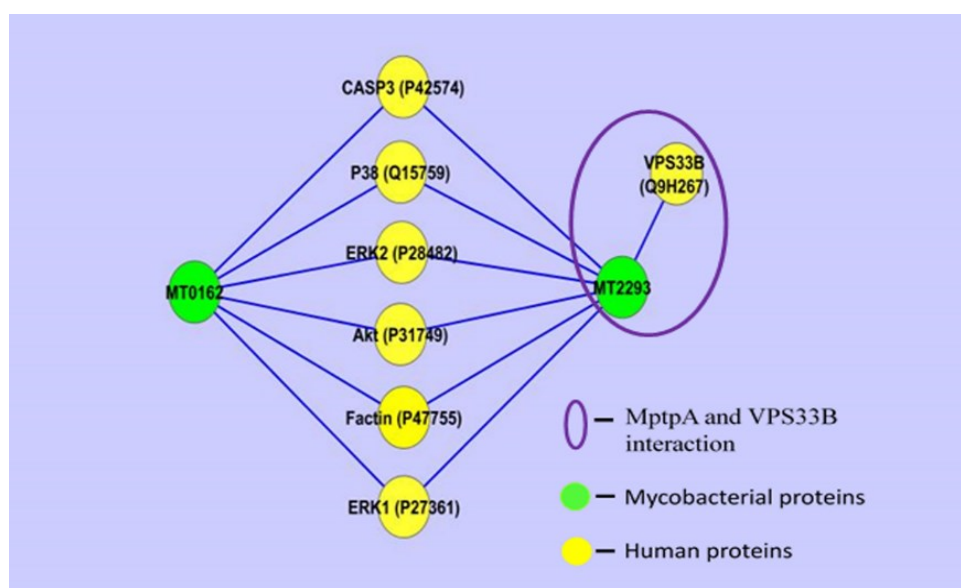 CASP3 (P42574)
P38 (Q15759)
VPS33B
(Q9H267)
ERK2 (P28482)
MT0162
MT2293
Akt (P31749)
Factin (P47755)
ERK1 (P27361)
— MptpA and VPS33B
interaction
— Mycobacterial proteins
— Human proteins